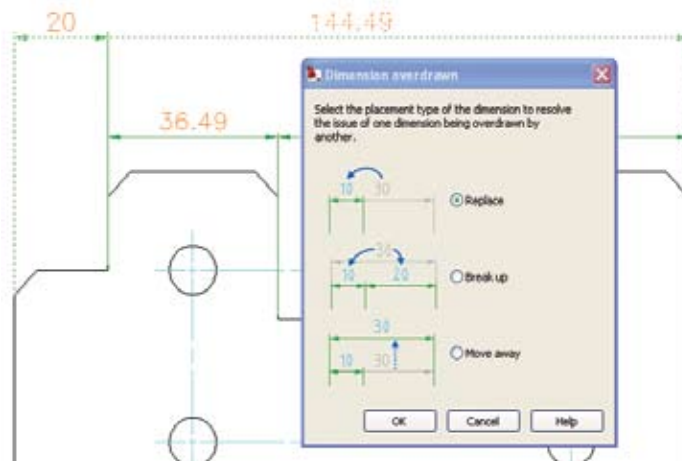 20
144.49
Dimension overdrawn
Select the placement type of the dimension to resolve
the issue of one dimension being overdrawn by
another.
36.49
10 30
Replace
30
10 20
Break up
30
10 30
Move away
OK Cancel Help